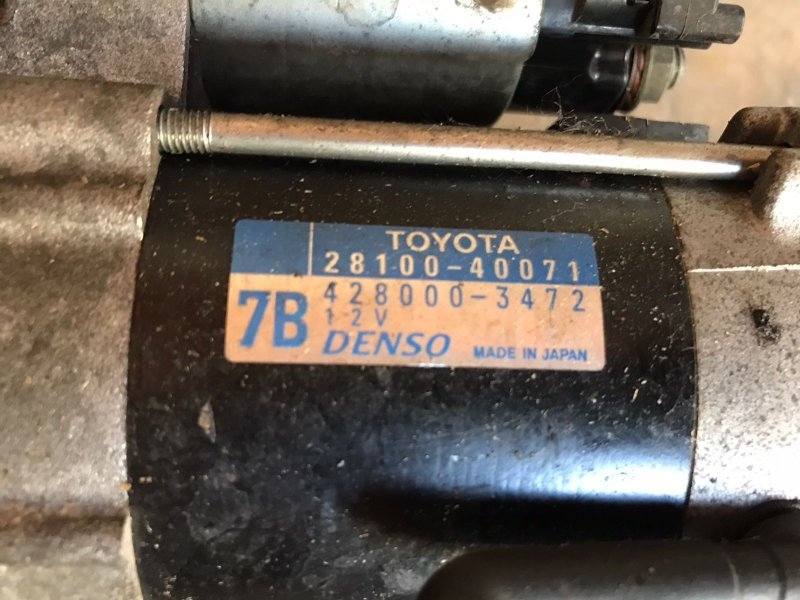 TOYOTA
28100-40071
7B
428000-3472
12V
DENSO MADE IN JAPAN